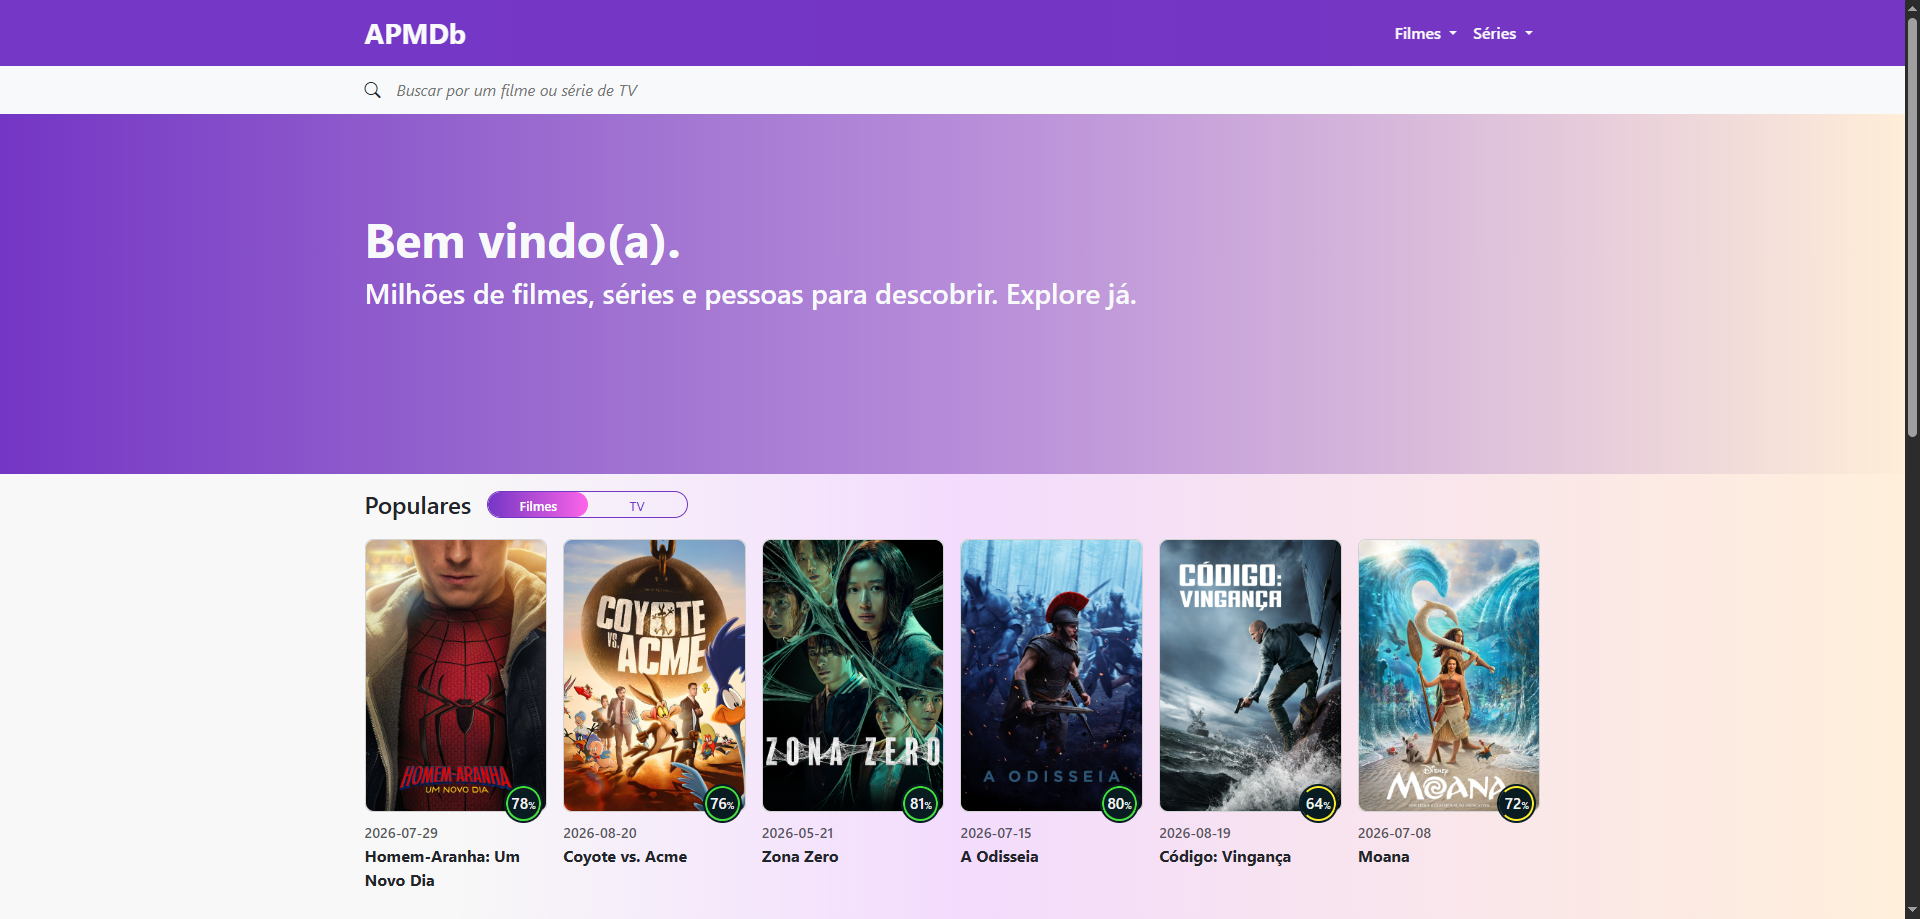 APMDb
Filmes
Séries
Buscar por um filme ou série de TV
Bem vindo(a).
Milhões de filmes, séries e pessoas para descobrir. Explore já.
Populares
Filmes
TV
HOMEM-ARANHA
UM NOVO DIA
78%
COYOTE
VS.
ACME
76%
ZONA ZERO
81%
A ODISSEIA
80%
CÓDIGO:
VINGANÇA
64%
Disney
MOANA
72%
2026-07-29
Homem-Aranha: Um
Novo Dia
2026-08-20
Coyote vs. Acme
2026-05-21
Zona Zero
2026-07-15
A Odisseia
2026-08-19
Código: Vingança
2026-07-08
Moana